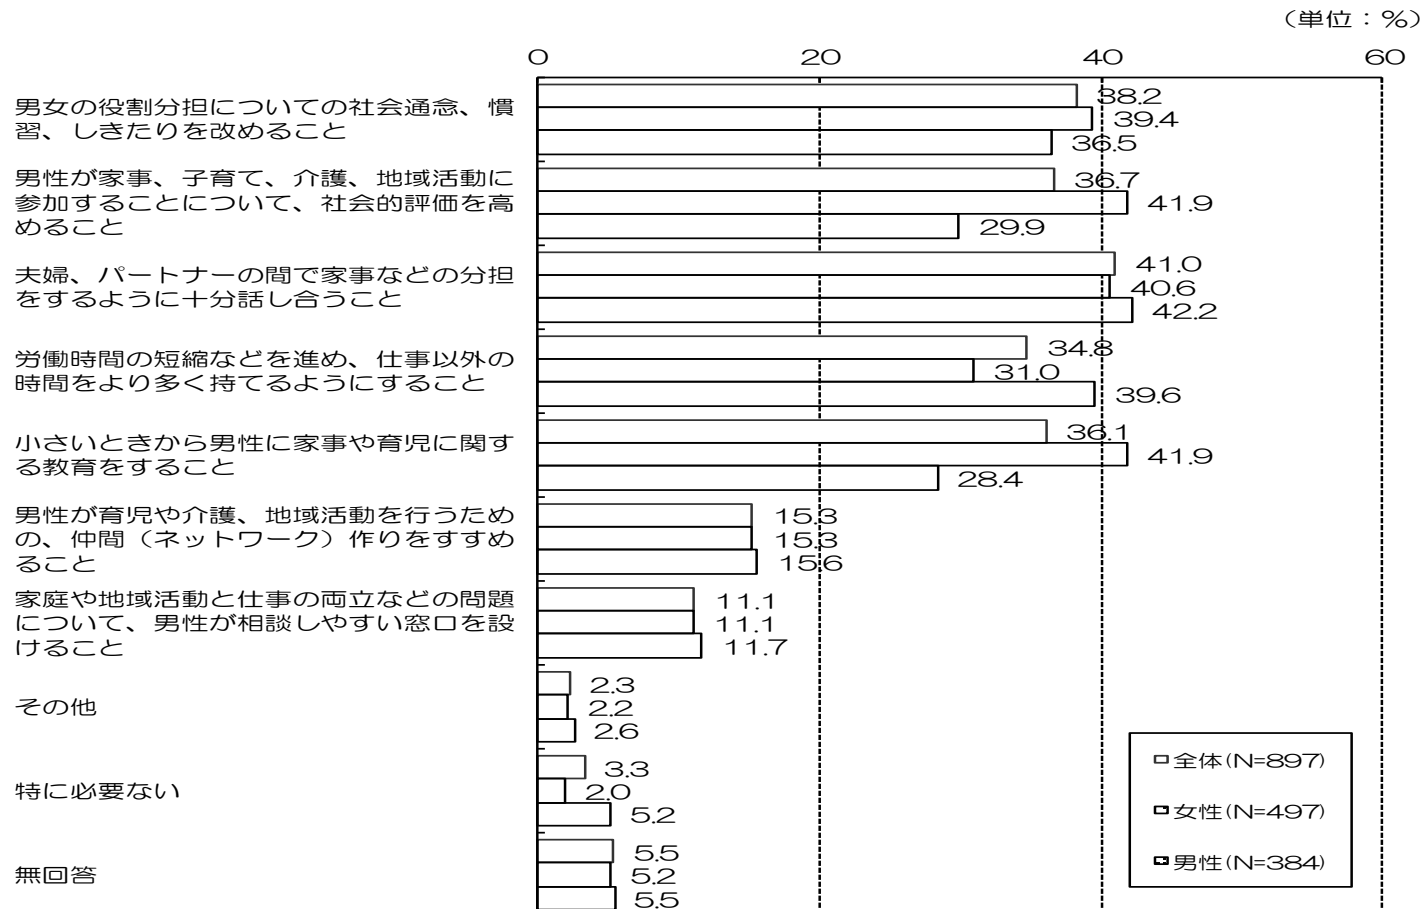 （単位：％）
0 20 40 60
男女の役割分担についての社会通念、慣
習、しきたりを改めること
38.2
39.4
36.5
男性が家事、子育て、介護、地域活動に
参加することについて、社会的評価を高
めること
36.7
41.9
29.9
夫婦、パートナーの間で家事などの分担
をするように十分話し合うこと
41.0
40.6
42.2
労働時間の短縮などを進め、仕事以外の
時間をより多く持てるようにすること
34.8
31.0
39.6
小さいときから男性に家事や育児に関す
る教育をすること
36.1
41.9
28.4
男性が育児や介護、地域活動を行うため
の、仲間（ネットワーク）作りをすすめ
ること
15.3
15.3
15.6
家庭や地域活動と仕事の両立などの問題
について、男性が相談しやすい窓口を設
けること
11.1
11.1
11.7
その他
2.3
2.2
2.6
特に必要ない
3.3
2.0
5.2
無回答
5.5
5.2
5.5
全体(N=897)
女性(N=497)
男性(N=384)